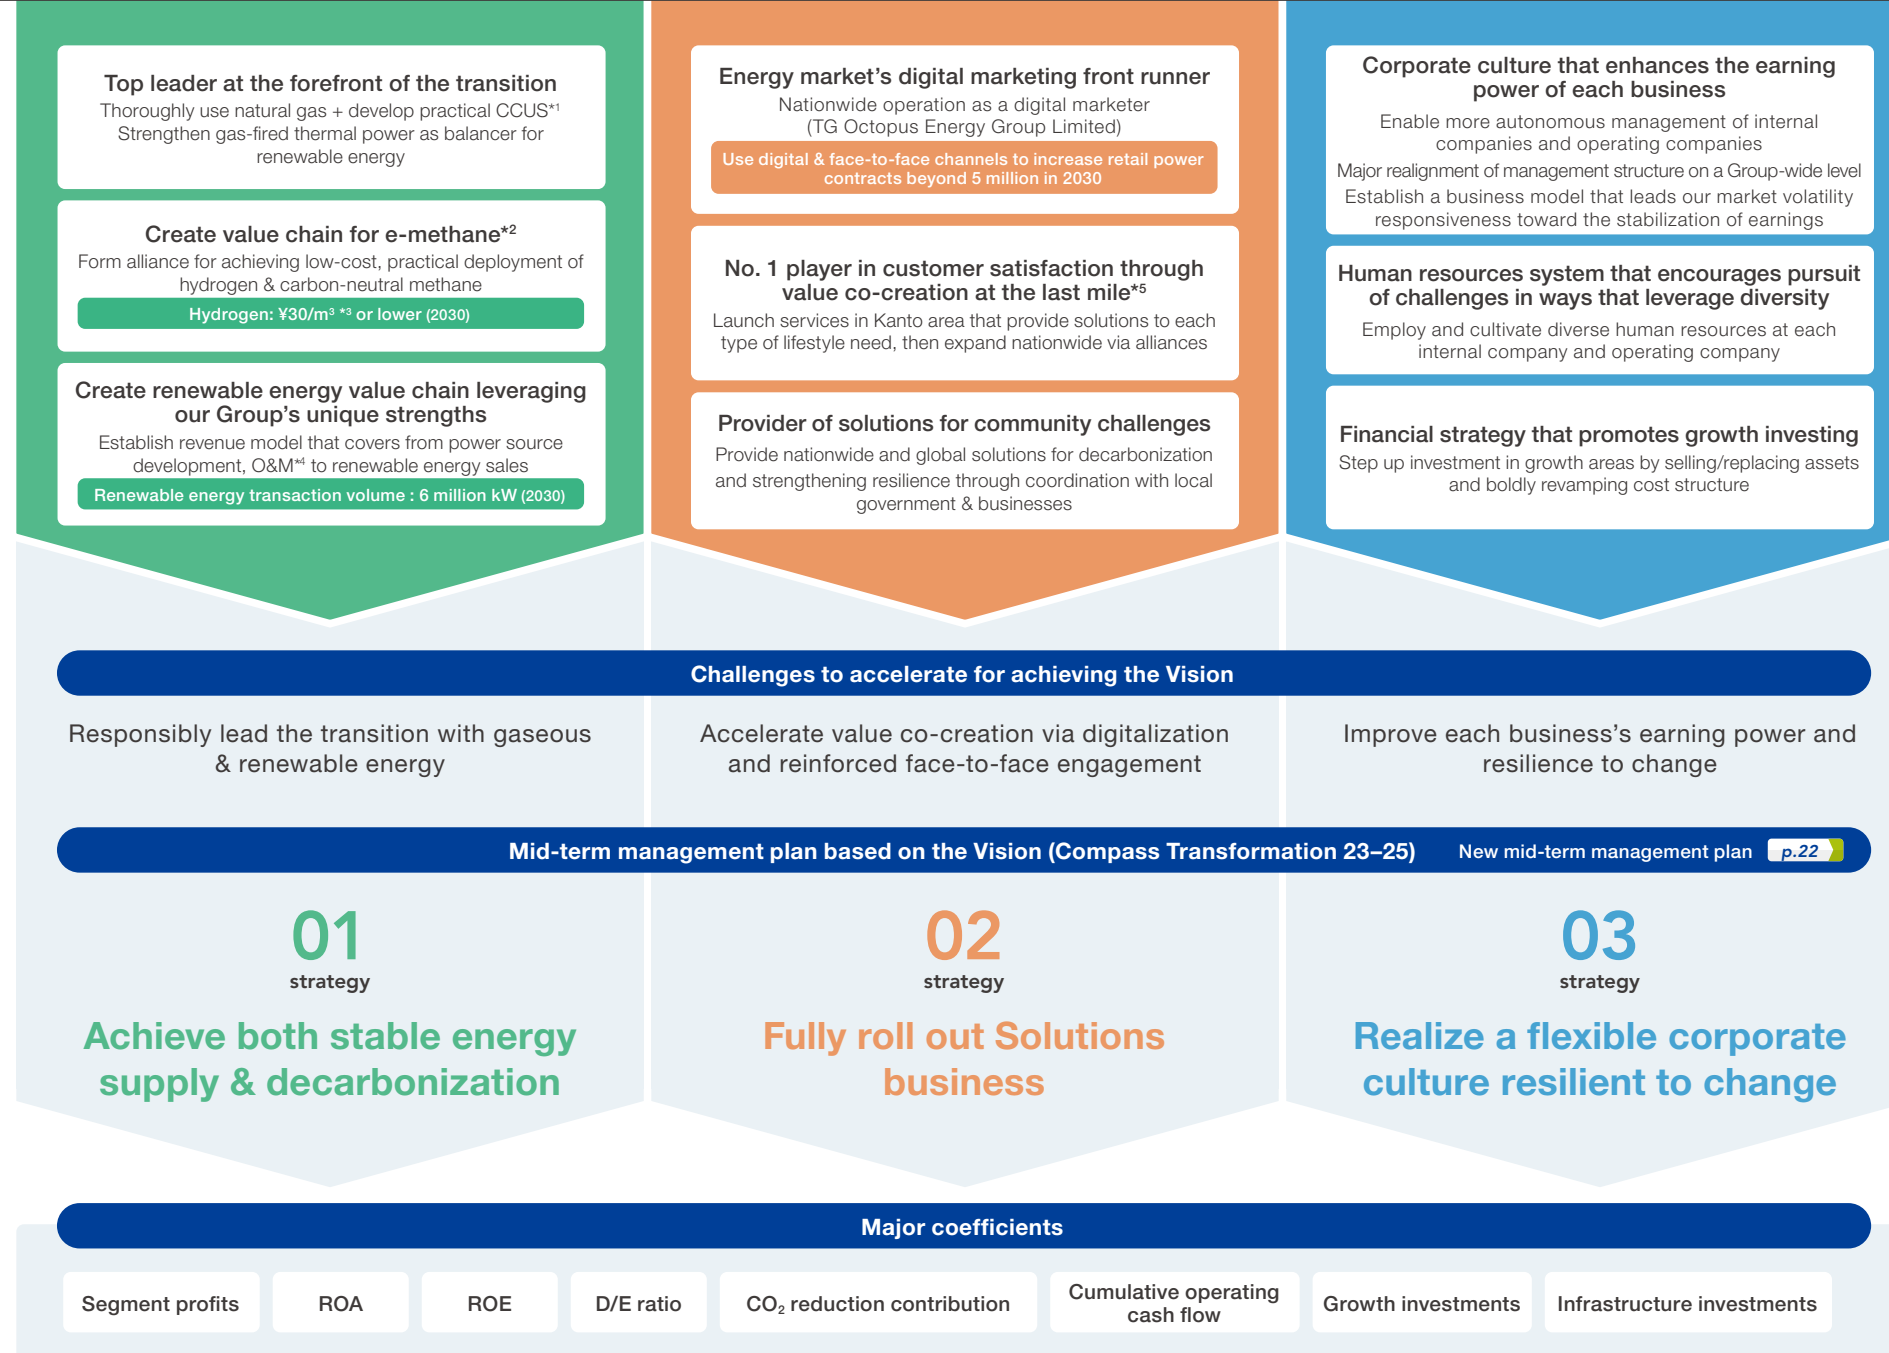 Top leader at the forefront of the transition
Thoroughly use natural gas + develop practical CCUS*1
Strengthen gas-fired thermal power as balancer for
renewable energy
Create value chain for e-methane*2
Form alliance for achieving low-cost, practical deployment of
hydrogen & carbon-neutral methane
Hydrogen: ¥30/m³ *3 or lower (2030)
Create renewable energy value chain leveraging
our Group's unique strengths
Establish revenue model that covers from power source
development, O&M*4 to renewable energy sales
Renewable energy transaction volume : 6 million kW (2030)
Energy market's digital marketing front runner
Nationwide operation as a digital marketer
(TG Octopus Energy Group Limited)
Use digital & face-to-face channels to increase retail power
contracts beyond 5 million in 2030
No. 1 player in customer satisfaction through
value co-creation at the last mile*5
Launch services in Kanto area that provide solutions to each
type of lifestyle need, then expand nationwide via alliances
Provider of solutions for community challenges
Provide nationwide and global solutions for decarbonization
and strengthening resilience through coordination with local
government & businesses
Corporate culture that enhances the earning
power of each business
Enable more autonomous management of internal
companies and operating companies
Major realignment of management structure on a Group-wide level
Establish a business model that leads our market volatility
responsiveness toward the stabilization of earnings
Human resources system that encourages pursuit
of challenges in ways that leverage diversity
Employ and cultivate diverse human resources at each
internal company and operating company
Financial strategy that promotes growth investing
Step up investment in growth areas by selling/replacing assets
and boldly revamping cost structure
Challenges to accelerate for achieving the Vision
Responsibly lead the transition with gaseous
& renewable energy
Accelerate value co-creation via digitalization
and reinforced face-to-face engagement
Improve each business's earning power and
resilience to change
Mid-term management plan based on the Vision (Compass Transformation 23–25)
New mid-term management plan p.22
01
strategy
Achieve both stable energy
supply & decarbonization
02
strategy
Fully roll out Solutions
business
03
strategy
Realize a flexible corporate
culture resilient to change
Major coefficients
Segment profits
ROA
ROE
D/E ratio
CO₂ reduction contribution
Cumulative operating
cash flow
Growth investments
Infrastructure investments